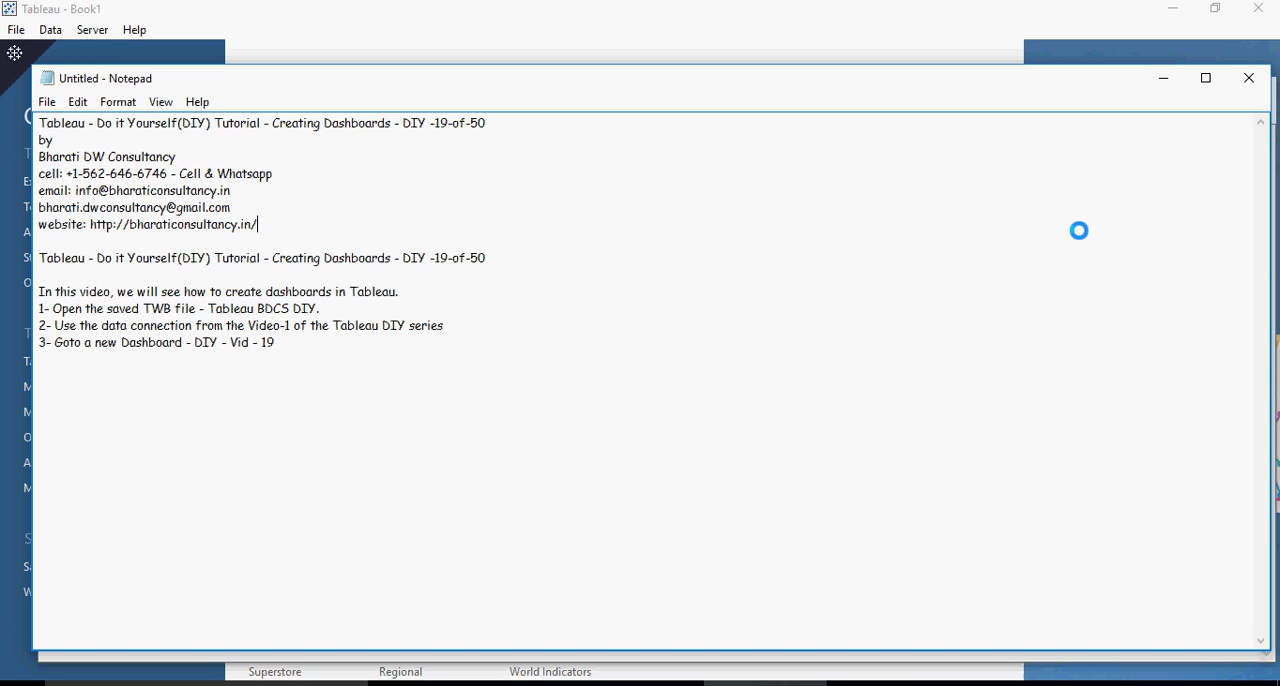 Tableau - Book1
File Data Server Help
Untitled - Notepad
File Edit Format View Help
Tableau - Do it Yourself(DIY) Tutorial - Creating Dashboards - DIY -19-of-50
by
Bharati DW Consultancy
cell: +1-562-646-6746 - Cell & Whatsapp
email: info@bharaticonsultancy.in
bharati.dwconsultancy@gmail.com
website: http://bharaticonsultancy.in/
Tableau - Do it Yourself(DIY) Tutorial - Creating Dashboards - DIY -19-of-50
In this video, we will see how to create dashboards in Tableau.
1- Open the saved TWB file - Tableau BDCS DIY.
2- Use the data connection from the Video-1 of the Tableau DIY series
3- Goto a new Dashboard - DIY - Vid - 19
Superstore Regional World Indicators